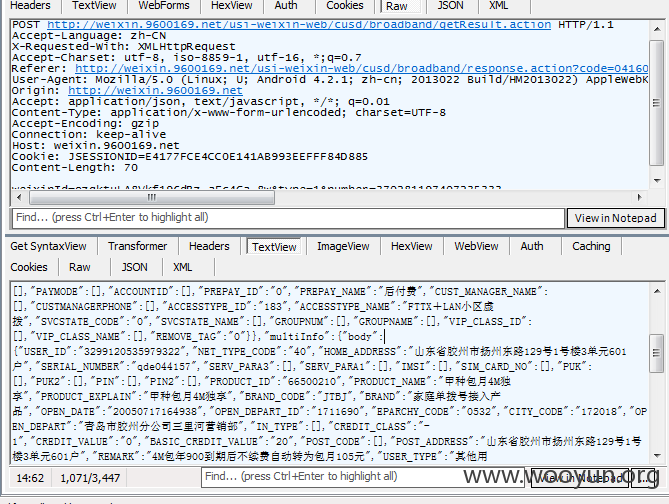 Headers TextView WebForms HexView Auth Cookies Raw JSON XML
POST http://weixin.9600169.net/usi-weixin-web/cusd/broadband/getResult.action HTTP/1.1
Accept-Language: zh-CN
X-Requested-With: XMLHttpRequest
Accept-Charset: utf-8, iso-8859-1, utf-16, *;q=0.7
Referer: http://weixin.9600169.net/usi-weixin-web/cusd/broadband/response.action?code=04160
User-Agent: Mozilla/5.0 (Linux; U; Android 4.2.1; zh-cn; 2013022 Build/HM2013022) AppleWebK
Origin: http://weixin.9600169.net
Accept: application/json, text/javascript, */*; q=0.01
Content-Type: application/x-www-form-urlencoded; charset=UTF-8
Accept-Encoding: gzip
Connection: keep-alive
Host: weixin.9600169.net
Cookie: JSESSIONID=E4177FCE4CC0E141AB993EEFFF84D885
Content-Length: 70
Find... (press Ctrl+Enter to highlight all) View in Notepad
Get SyntaxView Transformer Headers TextView ImageView HexView WebView Auth Caching
Cookies Raw JSON XML
[],"PAYMODE":[],"ACCOUNTID":[],"PREPAY_ID":"0","PREPAY_NAME":"后付费","CUST_MANAGER_NAME":
[],"CUSTMANAGERPHONE":[],"ACCESSTYPE_ID":"183","ACCESSTYPE_NAME":"FTTX＋LAN小区虚
拨","SVCSTATE_CODE":"0","SVCSTATE_NAME":[],"GROUPNUM":[],"GROUPNAME":[],"VIP_CLASS_ID":
[],"VIP_CLASS_NAME":[],"REMOVE_TAG":"0"}},"multiInfo":{"body":
{"USER_ID":"3299120535979322","NET_TYPE_CODE":"40","HOME_ADDRESS":"山东省胶州市扬州东路129号1号楼3单元601
户","SERIAL_NUMBER":"qde044157","SERV_PARA3":[],"SERV_PARA1":[],"IMSI":[],"SIM_CARD_NO":[],"PUK":
[],"PUK2":[],"PIN":[],"PIN2":[],"PRODUCT_ID":"66500210","PRODUCT_NAME":"甲种包月4M独
享","PRODUCT_EXPLAIN":"甲种包月4M独享","BRAND_CODE":"JTBJ","BRAND":"家庭单拨号接入产
品","OPEN_DATE":"20050717164938","OPEN_DEPART_ID":"1711690","EPARCHY_CODE":"0532","CITY_CODE":"172018","O
PEN_DEPART":"青岛市胶州分公司三里河营销部","IN_TYPE":[],"CREDIT_CLASS":"-
1","CREDIT_VALUE":"0","BASIC_CREDIT_VALUE":"20","POST_CODE":[],"POST_ADDRESS":"山东省胶州市扬州东路129号1号
楼3单元601户","REMARK":"4M包年900到期后不续费自动转为包月105元","USER_TYPE":"其他用
14:62 1,071/3,447 Find... (press Ctrl+Enter to highlight all) View in Notepad ...
www.wooyun.org